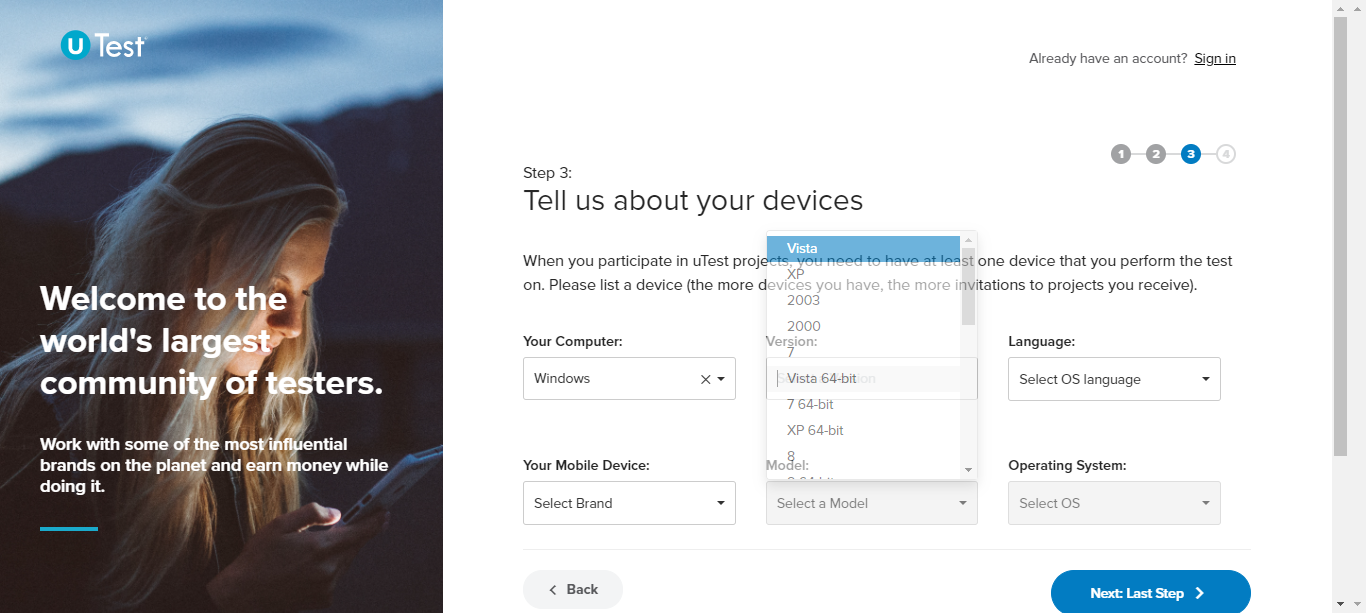 U Test
Already have an account? Sign in
1 2 3 4
Step 3:
Tell us about your devices
When you participate in uTest projects, you need to have at least one device that you perform the test
on. Please list a device (the more devices you have, the more invitations to projects you receive).
Welcome to the
world's largest
community of testers.
Work with some of the most influential
brands on the planet and earn money while
doing it.
Your Computer:
Windows
Version:
Vista
XP
2003
2000
7
Vista 64-bit
7 64-bit
XP 64-bit
8
Language:
Select OS language
Your Mobile Device:
Select Brand
Model:
Select a Model
Operating System:
Select OS
Back
Next: Last Step